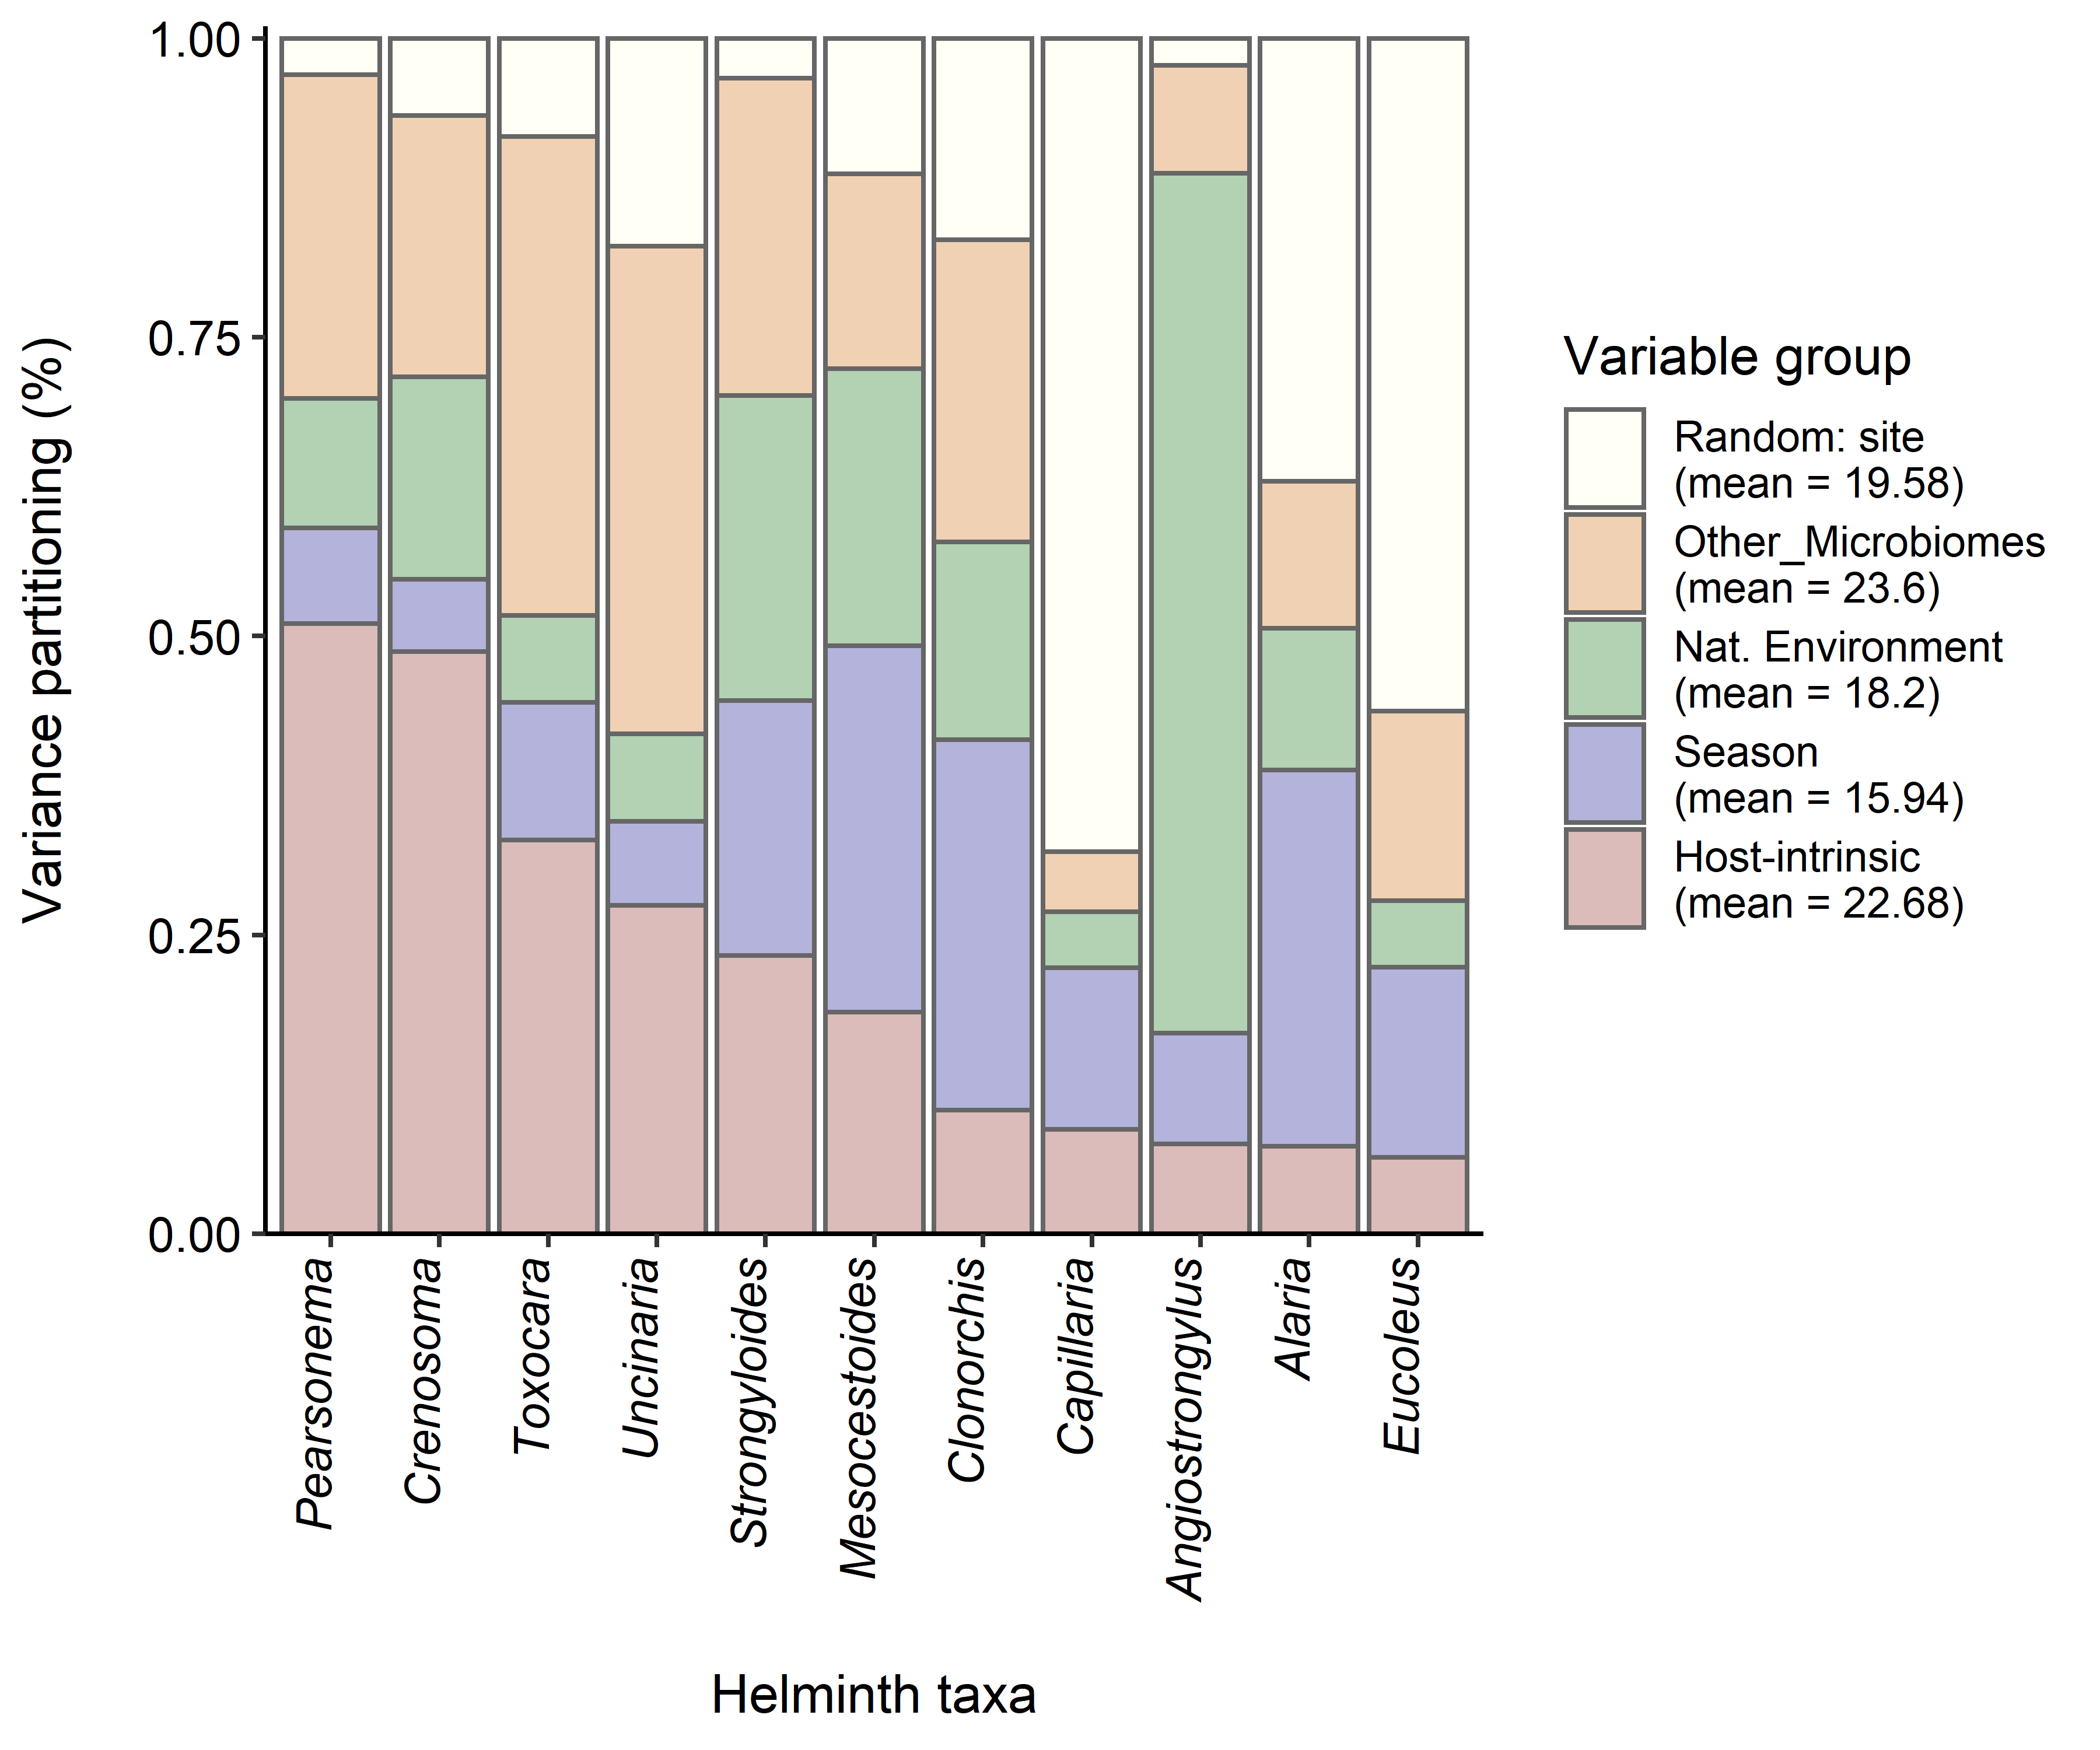 Variance partitioning (%)
1.00
0.75
0.50
0.25
0.00
Pearsonema
Crenosoma
Toxocara
Uncinaria
Strongyloides
Mesocestoides
Clonorchis
Capillaria
Angiostrongylus
Alaria
Eucoleus
Helminth taxa
Variable group
Random: site
(mean = 19.58)
Other_Microbiomes
(mean = 23.6)
Nat. Environment
(mean = 18.2)
Season
(mean = 15.94)
Host-intrinsic
(mean = 22.68)